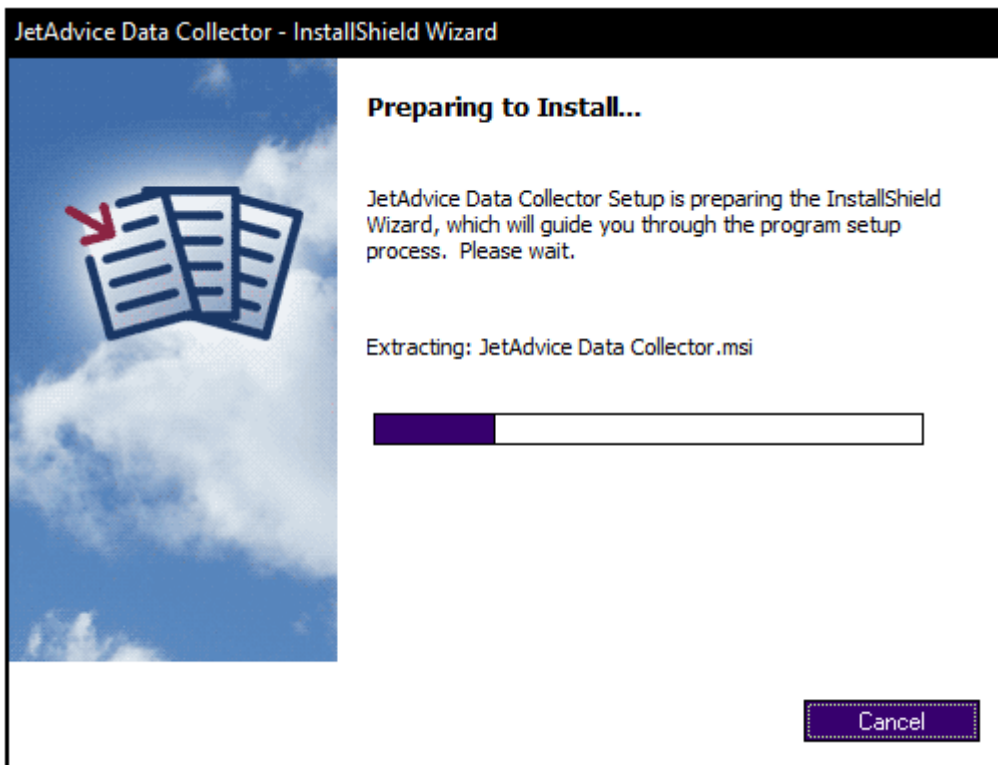 JetAdvice Data Collector - InstallShield Wizard
Preparing to Install...
JetAdvice Data Collector Setup is preparing the InstallShield
Wizard, which will guide you through the program setup
process.  Please wait.
Extracting: JetAdvice Data Collector.msi
Cancel